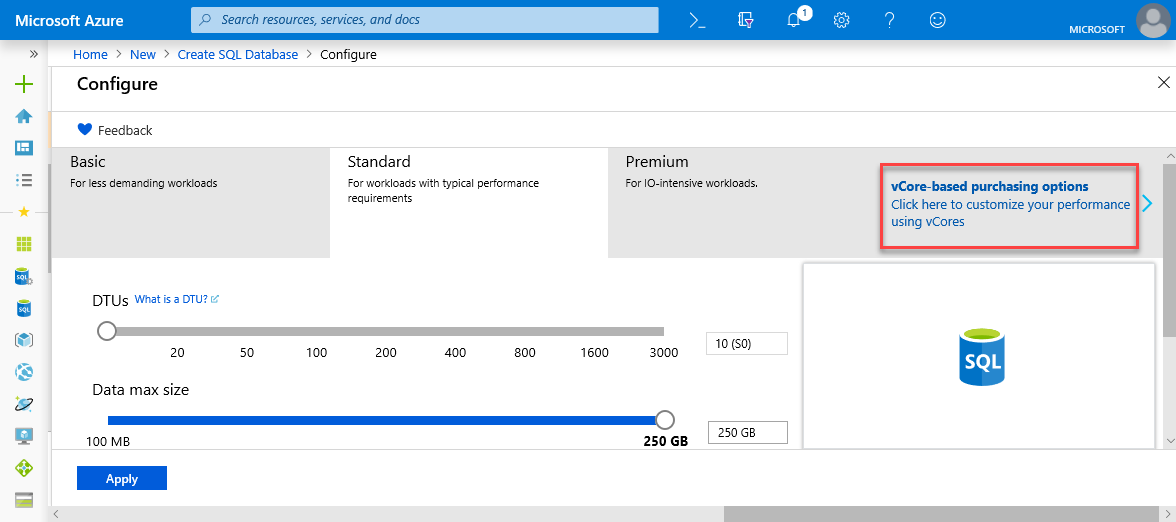 Microsoft Azure
Search resources, services, and docs
1
MICROSOFT
Home > New > Create SQL Database > Configure
Configure
Feedback
Basic
For less demanding workloads
Standard
For workloads with typical performance
requirements
Premium
For IO-intensive workloads.
vCore-based purchasing options
Click here to customize your performance
using vCores
DTUs What is a DTU?
20 50 100 200 400 800 1600 3000
10 (S0)
SQL
Data max size
100 MB
250 GB
250 GB
Apply
SQL
SQL